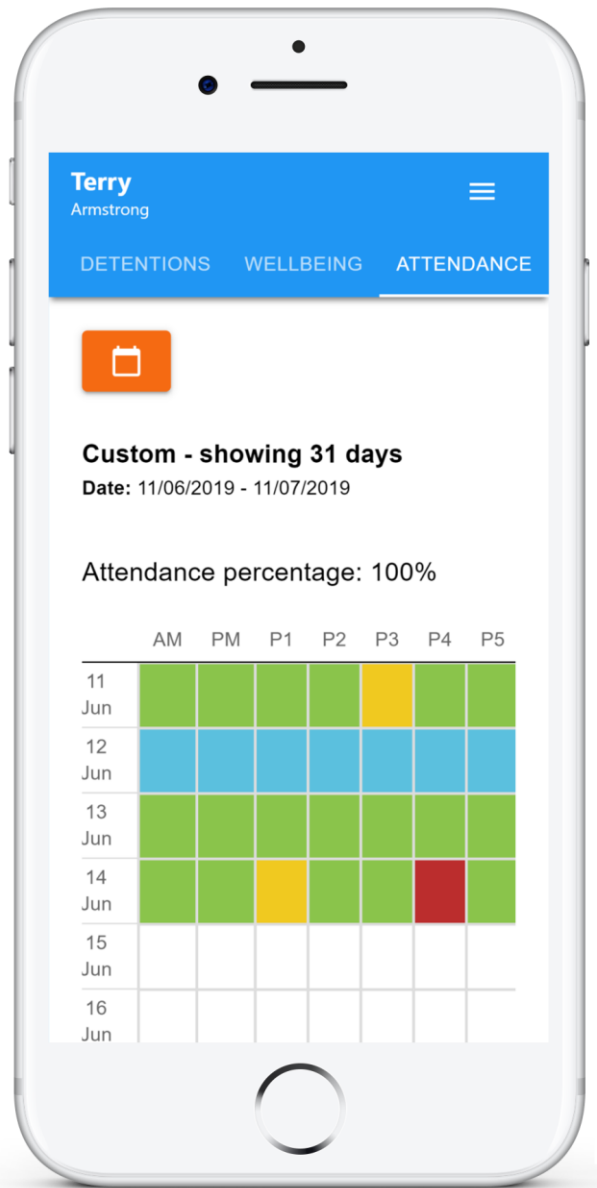 Terry
Armstrong
DETENTIONS WELLBEING ATTENDANCE
Custom - showing 31 days
Date: 11/06/2019 - 11/07/2019
Attendance percentage: 100%
AM PM P1 P2 P3 P4 P5
11
Jun
12
Jun
13
Jun
14
Jun
15
Jun
16
Jun